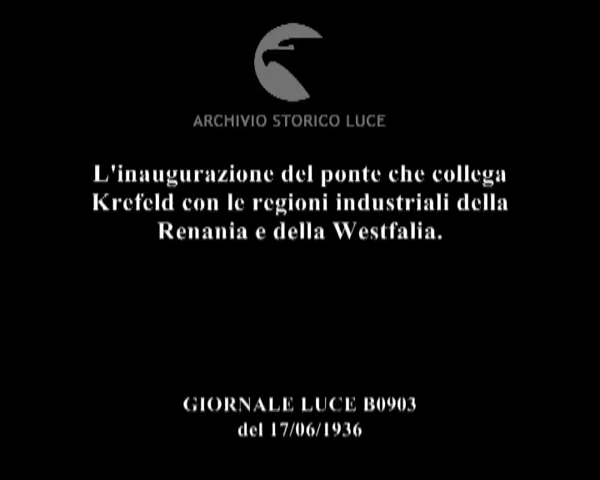 ARCHIVIO STORICO LUCE
L'inaugurazione del ponte che collega
Krefeld con le regioni industriali della
Renania e della Westfalia.
GIORNALE LUCE B0903
del 17/06/1936